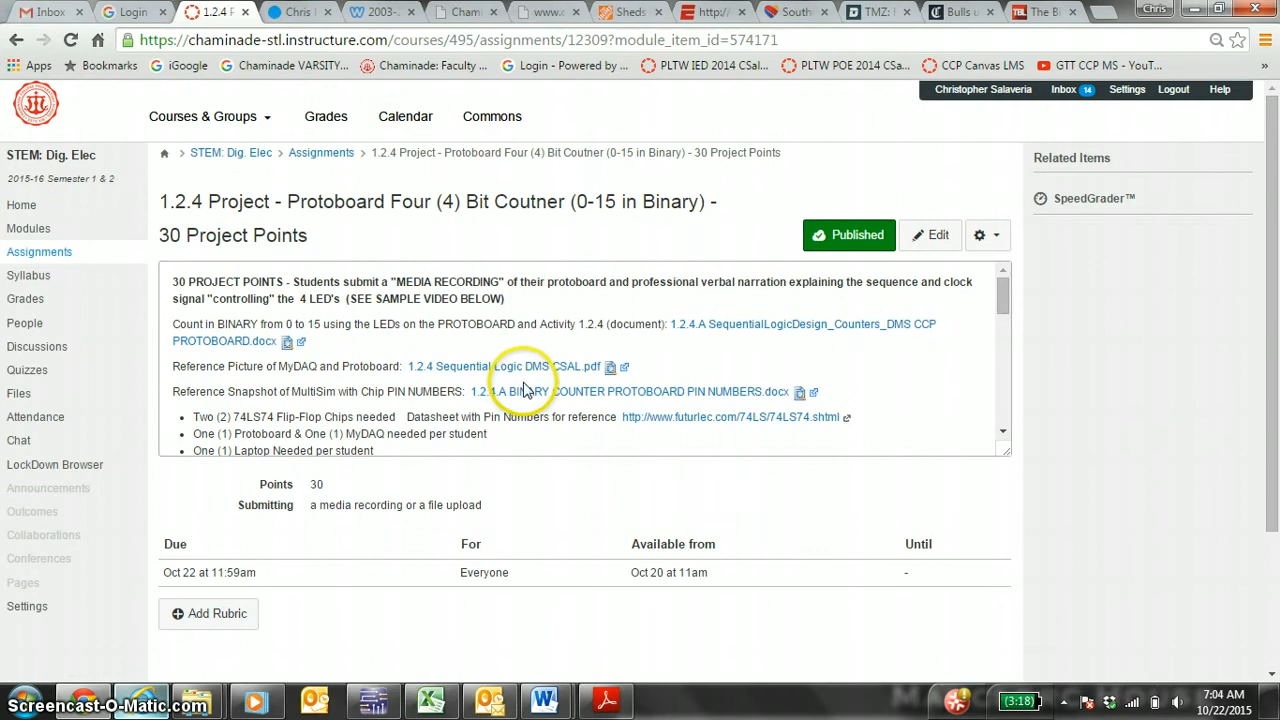 Inbox
Login
1.2.4 P
Chris
2003-
Chami
www.c
Sheds
http://
South
TMZ:
Bulls u
The Bi
Chris
https://chaminade-stl.instructure.com/courses/495/assignments/12309?module_item_id=574171
Apps
Bookmarks
iGoogle
Chaminade VARSITY...
Chaminade: Faculty ...
Login - Powered by ...
PLTW IED 2014 CSal...
PLTW POE 2014 CSa...
CCP Canvas LMS
GTT CCP MS - YouT...
»
Christopher Salaveria Inbox 14 Settings Logout Help
Courses & Groups Grades Calendar Commons
STEM: Dig. Elec
2015-16 Semester 1 & 2
Home
Modules
Assignments
Syllabus
Grades
People
Discussions
Quizzes
Files
Attendance
Chat
LockDown Browser
Announcements
Outcomes
Collaborations
Conferences
Pages
Settings
STEM: Dig. Elec > Assignments > 1.2.4 Project - Protoboard Four (4) Bit Coutner (0-15 in Binary) - 30 Project Points
1.2.4 Project - Protoboard Four (4) Bit Coutner (0-15 in Binary) -
30 Project Points
Published
Edit
30 PROJECT POINTS - Students submit a "MEDIA RECORDING" of their protoboard and professional verbal narration explaining the sequence and clock
signal "controlling" the 4 LED's (SEE SAMPLE VIDEO BELOW)
Count in BINARY from 0 to 15 using the LEDs on the PROTOBOARD and Activity 1.2.4 (document): 1.2.4.A SequentialLogicDesign_Counters_DMS CCP
PROTOBOARD.docx
Reference Picture of MyDAQ and Protoboard: 1.2.4 Sequential Logic DMS CSAL.pdf
Reference Snapshot of MultiSim with Chip PIN NUMBERS: 1.2.4.A BINARY COUNTER PROTOBOARD PIN NUMBERS.docx
• Two (2) 74LS74 Flip-Flop Chips needed Datasheet with Pin Numbers for reference http://www.futurlec.com/74LS/74LS74.shtml
• One (1) Protoboard & One (1) MyDAQ needed per student
• One (1) Laptop Needed per student
Points 30
Submitting a media recording or a file upload
Due For Available from Until
Oct 22 at 11:59am Everyone Oct 20 at 11am -
Add Rubric
Related Items
SpeedGrader™
Screencast-O-Matic.com
(3:18)
7:04 AM
10/22/2015